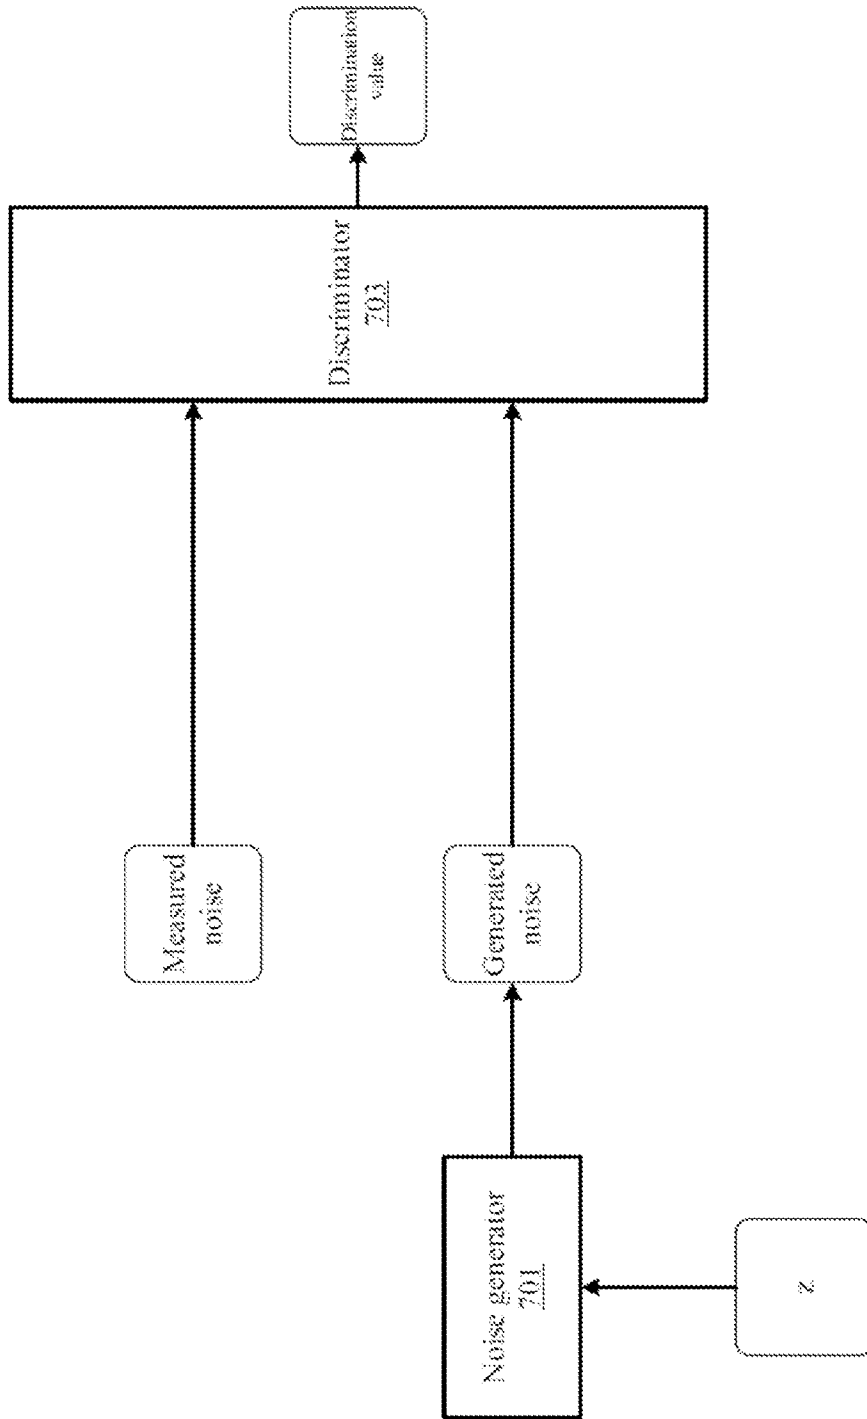 Measured
noise
Discriminator
703
Discrimination
value
Noise generator
701
Generated
noise
z